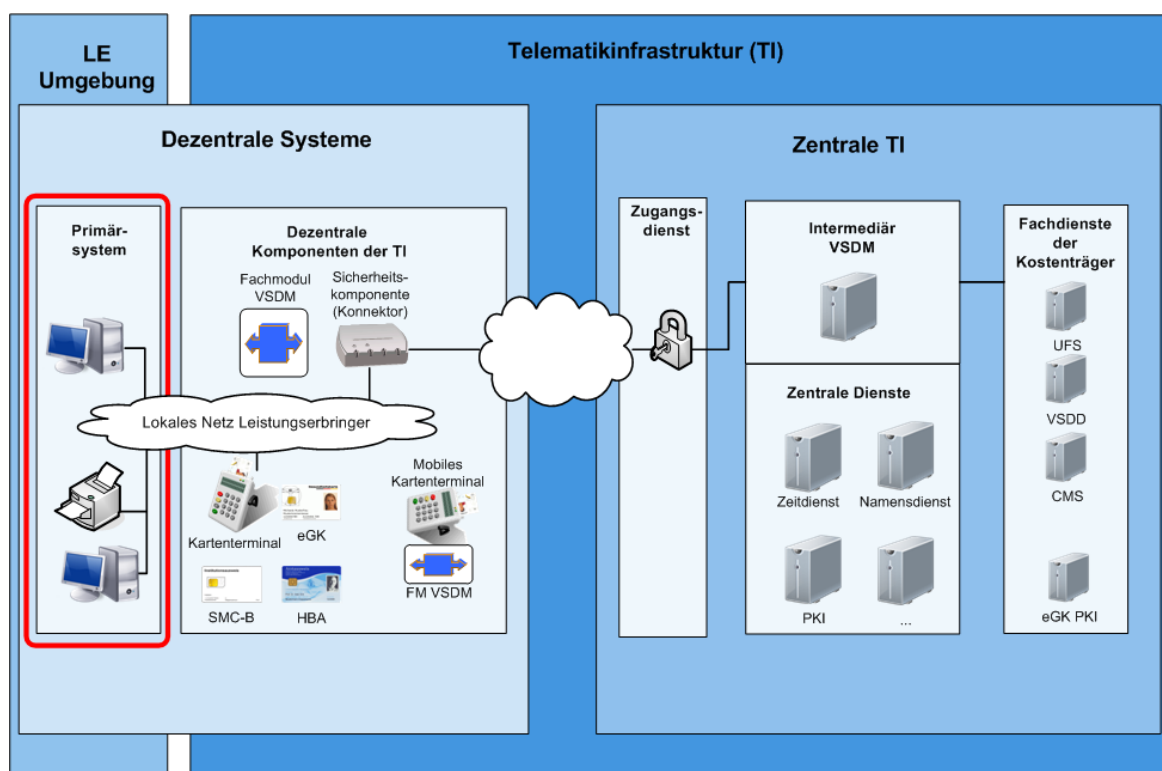 LE
Umgebung
Telematikinfrastruktur (TI)
Dezentrale Systeme
Zentrale TI
Primär-
system
Dezentrale
Komponenten der TI
Fachmodul
VSDM
Sicherheits-
komponente
(Konnektor)
Lokales Netz Leistungserbringer
Kartenterminal
eGK
Mobiles
Kartenterminal
FM VSDM
SMC-B
HBA
Zugangs-
dienst
Intermediär
VSDM
Zentrale Dienste
Zeitdienst
Namensdienst
PKI
...
Fachdienste
der
Kostenträger
UFS
VSDD
CMS
eGK PKI